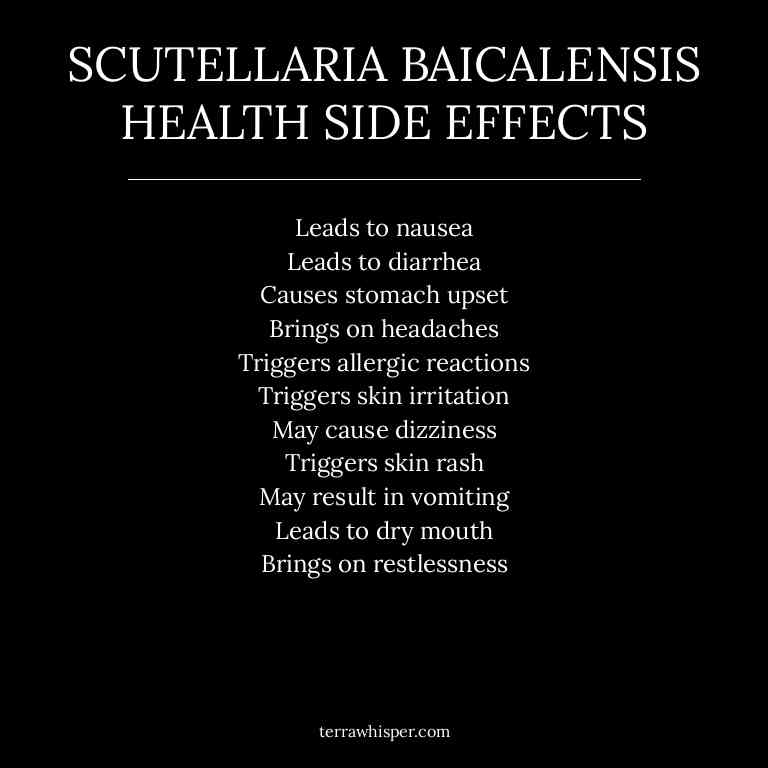 SCUTELLARIA BAICALENSIS
HEALTH SIDE EFFECTS
Leads to nausea
Leads to diarrhea
Causes stomach upset
Brings on headaches
Triggers allergic reactions
Triggers skin irritation
May cause dizziness
Triggers skin rash
May result in vomiting
Leads to dry mouth
Brings on restlessness
terrawhisper.com